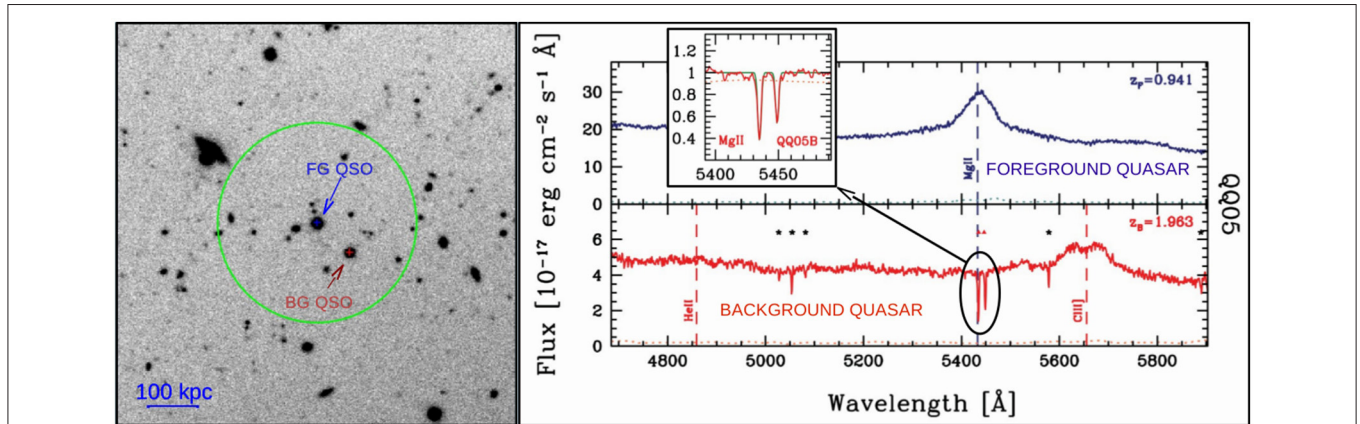 FG QSO
BG QSO
100 kpc
Flux [10⁻¹⁷ erg cm⁻² s⁻¹ Å]
1.2
1
0.8
0.6
0.4
MgII
QQ05B
5400
5450
30
20
10
0
z_F=0.941
MgII
FOREGROUND QUASAR
QQ05
6
4
2
0
z_B=1.963
HeII
BACKGROUND QUASAR
CIII]
4800
5000
5200
5400
5600
5800
Wavelength [Å]